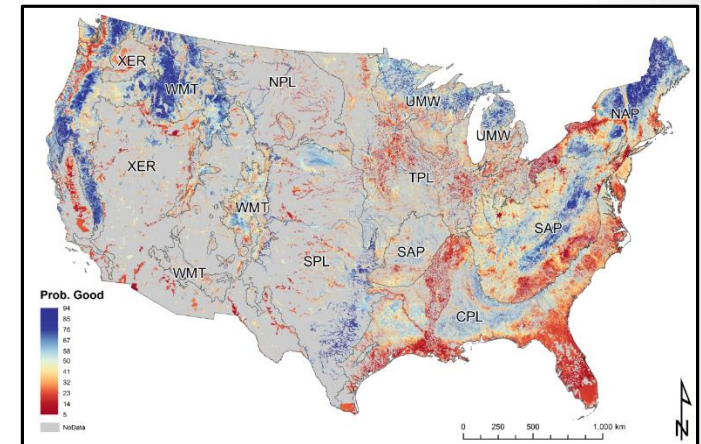 XER
WMT
NPL
UMW
NAP
UMW
XER
TPL
WMT
SAP
SAP
SPL
WMT
CPL
Prob. Good
94
85
76
67
58
50
41
32
23
14
5
NoData
0 250 500 1,000 km
N